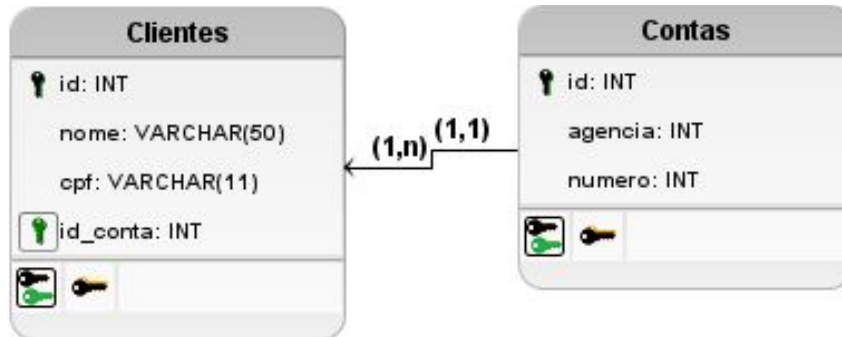 Clientes
id: INT
nome: VARCHAR(50)
cpf: VARCHAR(11)
id_conta: INT
(1,n)
(1,1)
Contas
id: INT
agencia: INT
numero: INT